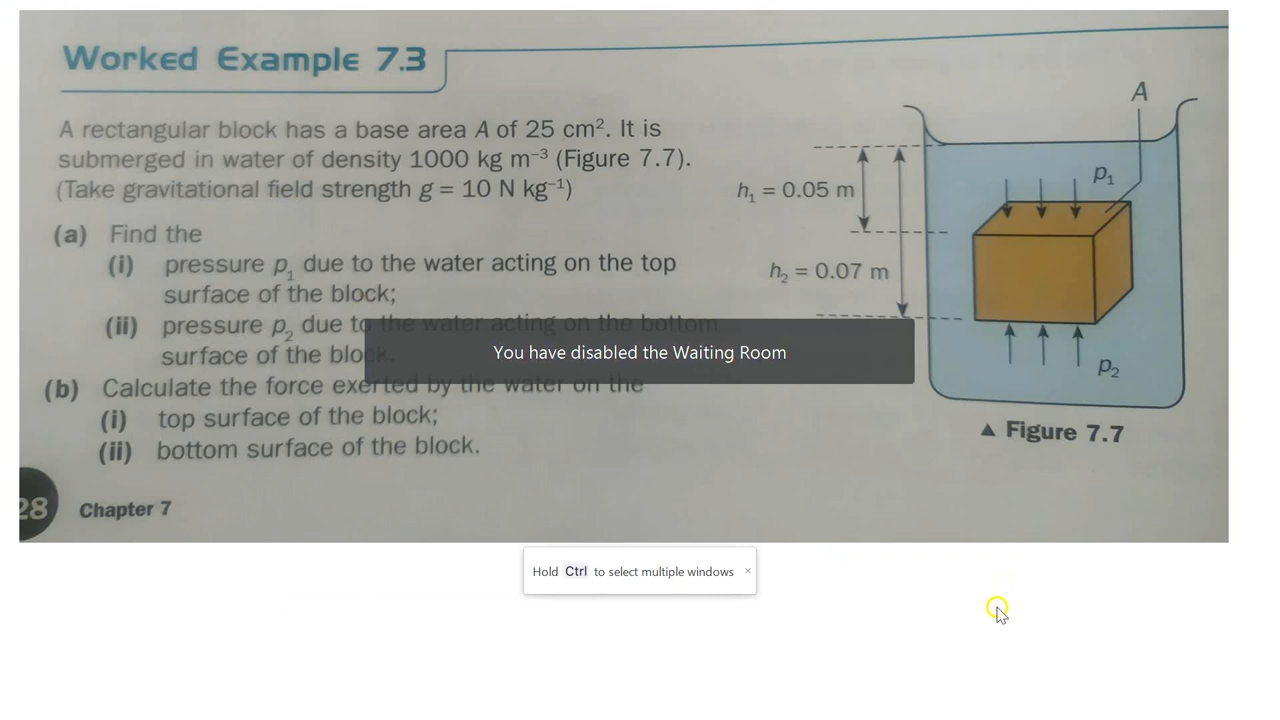 Worked Example 7.3
A rectangular block has a base area A of 25 cm². It is
submerged in water of density 1000 kg m⁻³ (Figure 7.7).
(Take gravitational field strength g = 10 N kg⁻¹)
(a) Find the
(i) pressure p₁ due to the water acting on the top
surface of the block;
(ii) pressure p₂ due to the water acting on the bottom
surface of the block.
(b) Calculate the force exerted by the water on the
(i) top surface of the block;
(ii) bottom surface of the block.
28 Chapter 7
A
p₁
h₁ = 0.05 m
h₂ = 0.07 m
p₂
▲ Figure 7.7
You have disabled the Waiting Room
Hold Ctrl to select multiple windows ×